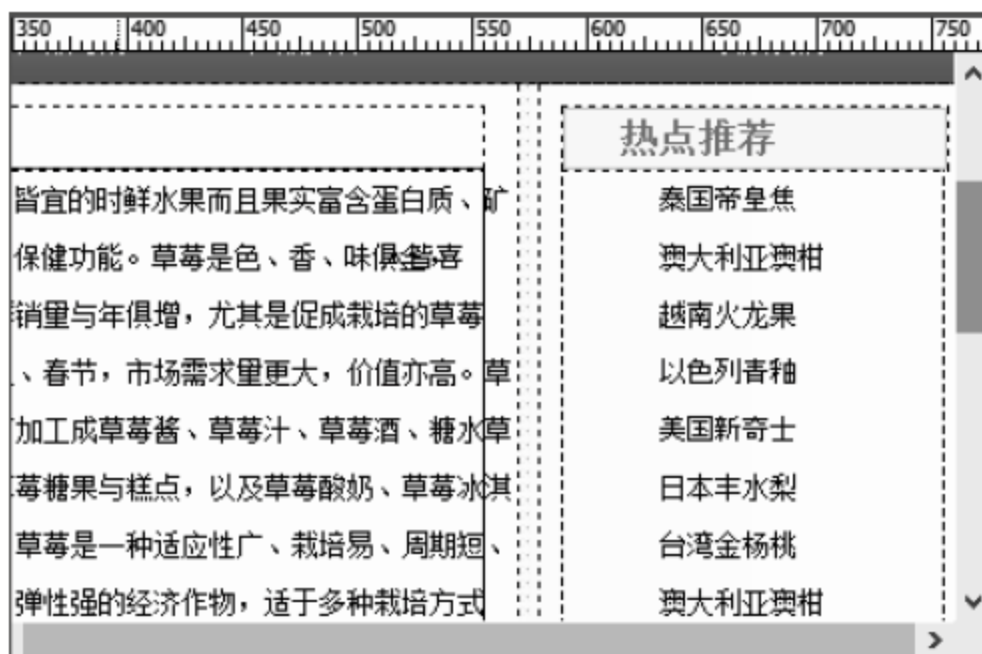 350 400 450 500 550 600 650 700 750
热点推荐
皆宜的时鲜水果而且果实富含蛋白质、矿
保健功能。草莓是色、香、味俱 皆喜
销量与年俱增，尤其是促成栽培的草莓
、春节，市场需求量更大，价值亦高。草
加工成草莓酱、草莓汁、草莓酒、糖水草
莓糖果与糕点，以及草莓酸奶、草莓冰淇
草莓是一种适应性广、栽培易、周期短、
弹性强的经济作物，适于多种栽培方式
泰国帝皇焦
澳大利亚澳柑
越南火龙果
以色列青釉
美国新奇士
日本丰水梨
台湾金杨桃
澳大利亚澳柑